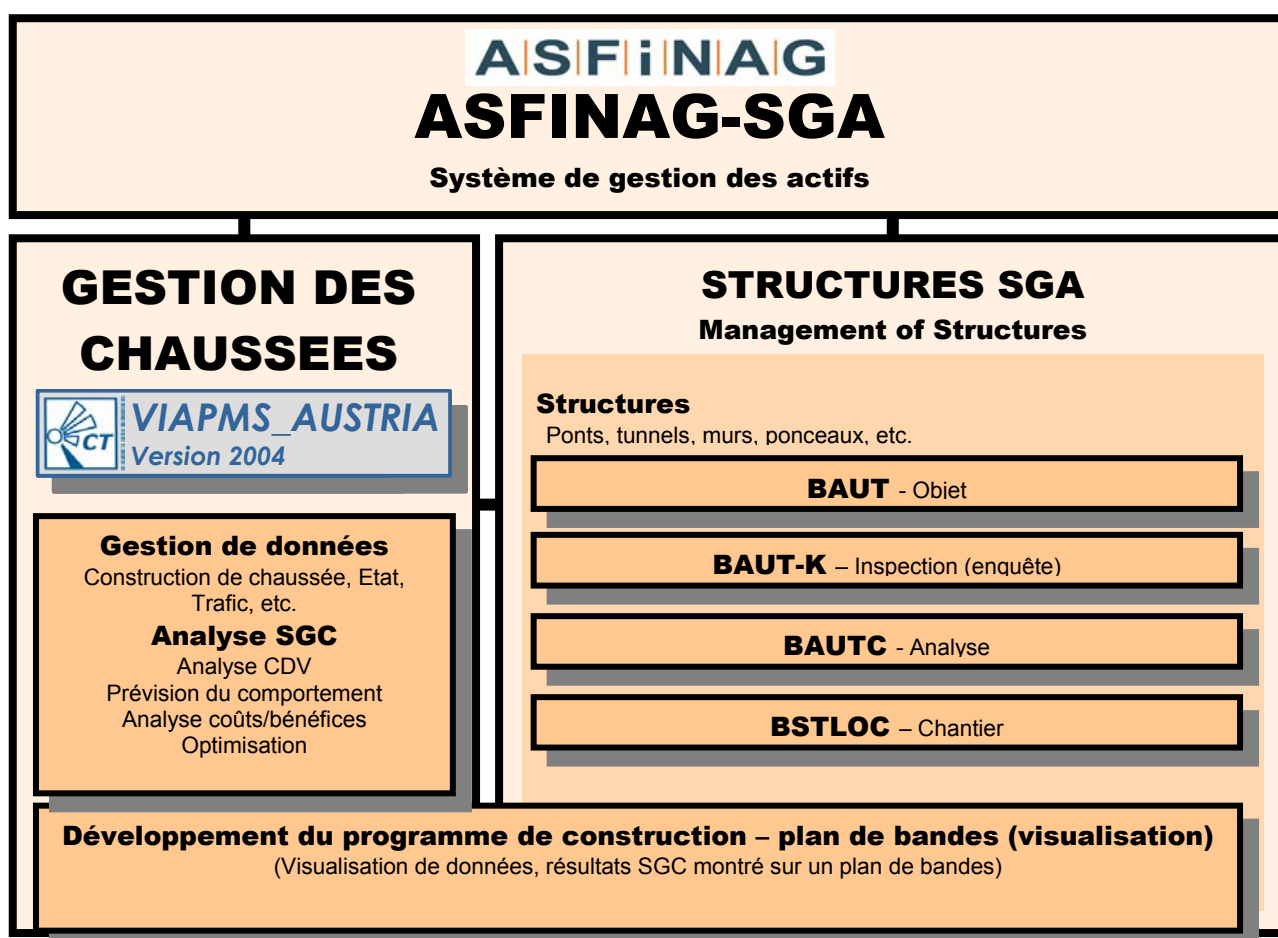 A|S|F|i|N|A|G
ASFINAG-SGA
Système de gestion des actifs
GESTION DES
CHAUSSEES
CT
VIAPMS_AUSTRIA
Version 2004
Gestion de données
Construction de chaussée, Etat,
Trafic, etc.
Analyse SGC
Analyse CDV
Prévision du comportement
Analyse coûts/bénéfices
Optimisation
STRUCTURES SGA
Management of Structures
Structures
Ponts, tunnels, murs, ponceaux, etc.
BAUT - Objet
BAUT-K – Inspection (enquête)
BAUTC - Analyse
BSTLOC – Chantier
Développement du programme de construction – plan de bandes (visualisation)
(Visualisation de données, résultats SGC montré sur un plan de bandes)